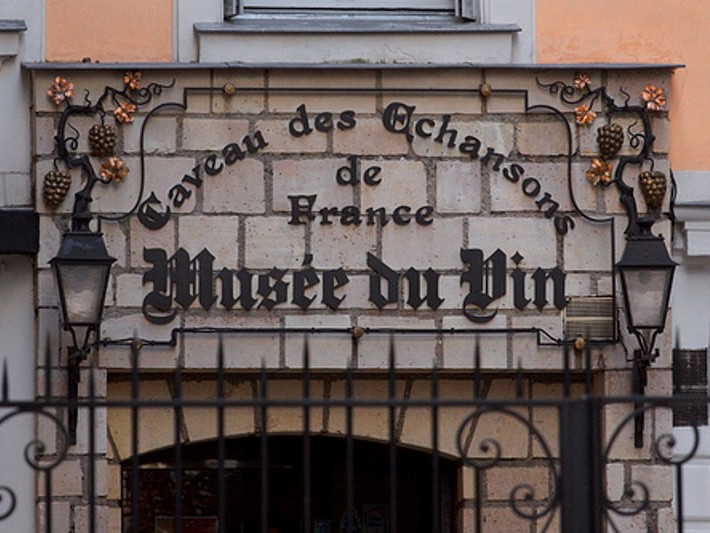 Caveau des Echansons
de
France
Musée du Vin